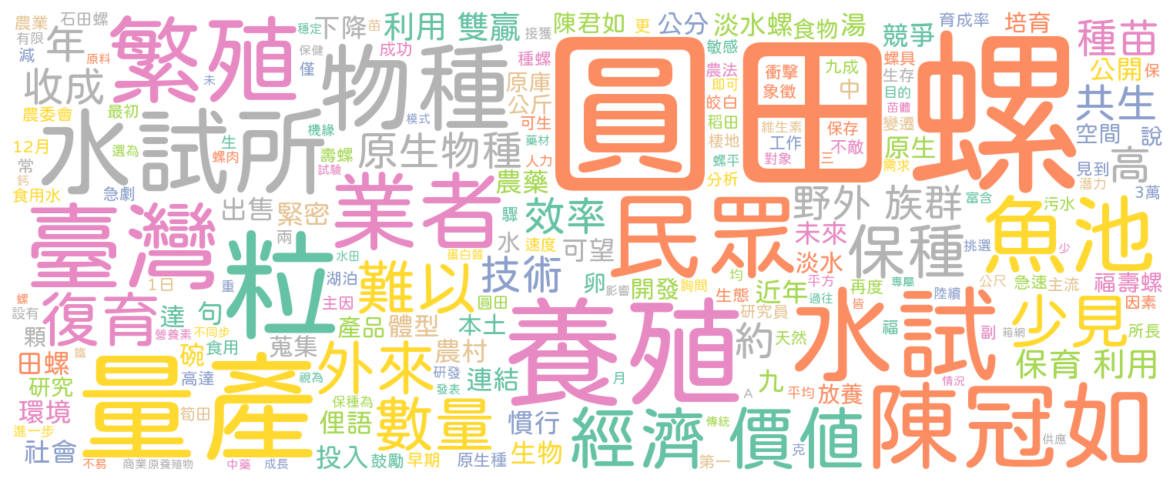 農業 石田螺 有限 年 繁殖 穩定 苗 下降 利用 雙贏 接獲 陳君如 更 公分 淡水螺 食物 湯 育成率 競爭 培育 種苗
減 原料 保健 未 僅 成功 種螺 原庫 敏感 農法 即可 衝擊 象徵 九成 中 螺具 生存 目的 苗體 公開 保
收成 物種 公斤 皎白 稻田 棲地 圓田螺 保存 不敵 變遷 共生
農委會 最初 水試所 機緣 模式 可生 藥材 人力 維生素 工作 對象 三 原生 需求 空間 說
12月 選為 生 螺肉 壽螺 試驗 原生物種 螺平 分析 見到 潛力 高 3萬
常 鈣 食用水 急劇 出售 緊密 業者 農藥 效率 民眾 野外 族群 富含 污水 魚池
臺灣 粒 兩 驟 水 速度 可望 未來 淡水 保種 挑選 少
水田 蛋白質 卵 影響 均 詢問 平方 再度 專屬 公尺 急速 主流 福壽螺
螺 設有 1日 重 湖泊 難以 技術 圓田 開發 生態 近年 過往 陸續 因素
復育 達 句 主因 產品 體型 本土 養殖 研究員 天然 皆 福 副 箱網 少見 所長
顆 營養素 不同步 碗 食用 蒐集 農村 約 水試
田螺 鐵 高達 視為 外來 研發 發表 連結 月 九 平均 放養 情況 保育 利用
研究 環境 筍田 量產 保種為 俚語 數量 慣行 A 傳統 經濟 價值 陳冠如
進一步 社會 不易 商業原養殖物 中藥 成長 投入 鼓勵 早期 原生種 生物 第一 克 供應